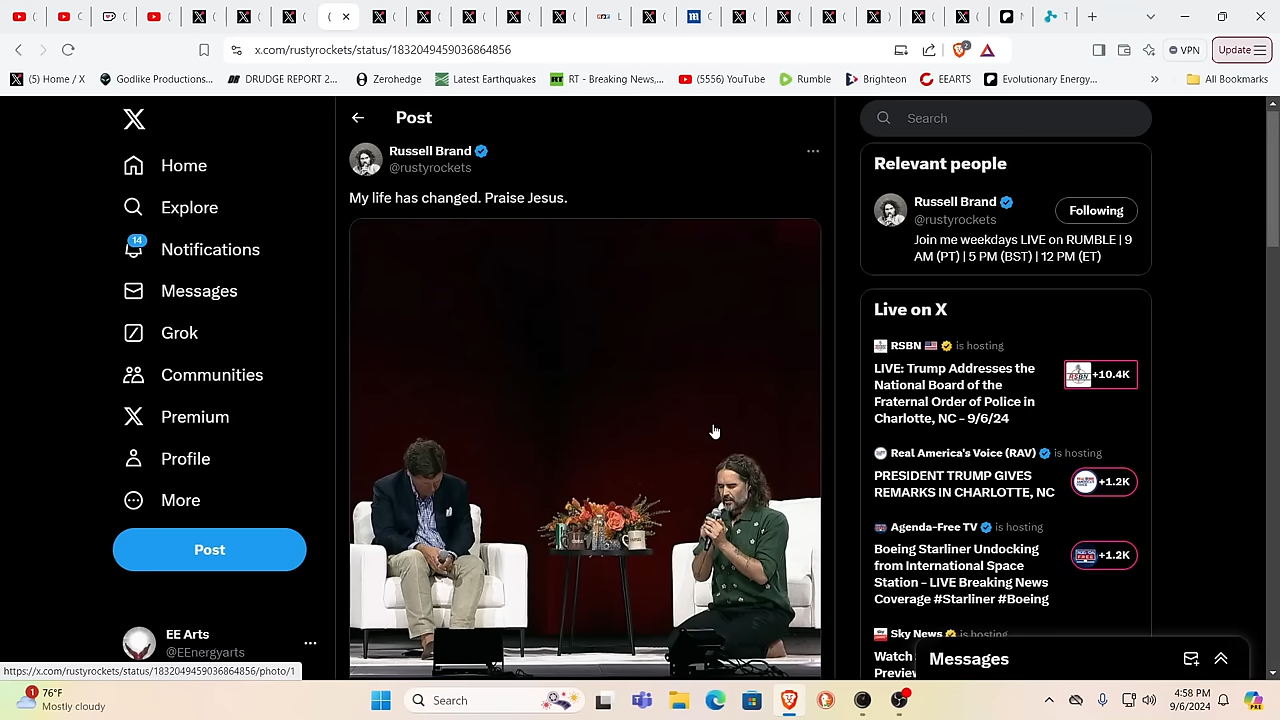 x.com/rustyrockets/status/1832049459036864856
2
VPN
Update
(5) Home / X
Godlike Productions...
DRUDGE REPORT 2...
Zerohedge
Latest Earthquakes
RT - Breaking News,...
(5556) YouTube
Rumble
Brighteon
EEARTS
Evolutionary Energy...
All Bookmarks
Home
Explore
14
Notifications
Messages
Grok
Communities
Premium
Profile
More
Post
EE Arts
@EEnergyarts
https://x.com/rustyrockets/status/1832049459036864856/photo/1
Post
Russell Brand
@rustyrockets
My life has changed. Praise Jesus.
Search
Relevant people
Russell Brand
@rustyrockets
Following
Join me weekdays LIVE on RUMBLE | 9
AM (PT) | 5 PM (BST) | 12 PM (ET)
Live on X
RSBN is hosting
LIVE: Trump Addresses the
National Board of the
Fraternal Order of Police in
Charlotte, NC - 9/6/24
+10.4K
Real America's Voice (RAV) is hosting
PRESIDENT TRUMP GIVES
REMARKS IN CHARLOTTE, NC
+1.2K
Agenda-Free TV is hosting
Boeing Starliner Undocking
from International Space
Station - LIVE Breaking News
Coverage #Starliner #Boeing
+1.2K
Sky News is hosting
Watch
Preview
Messages
1
76°F
Mostly cloudy
Search
4:58 PM
9/6/2024